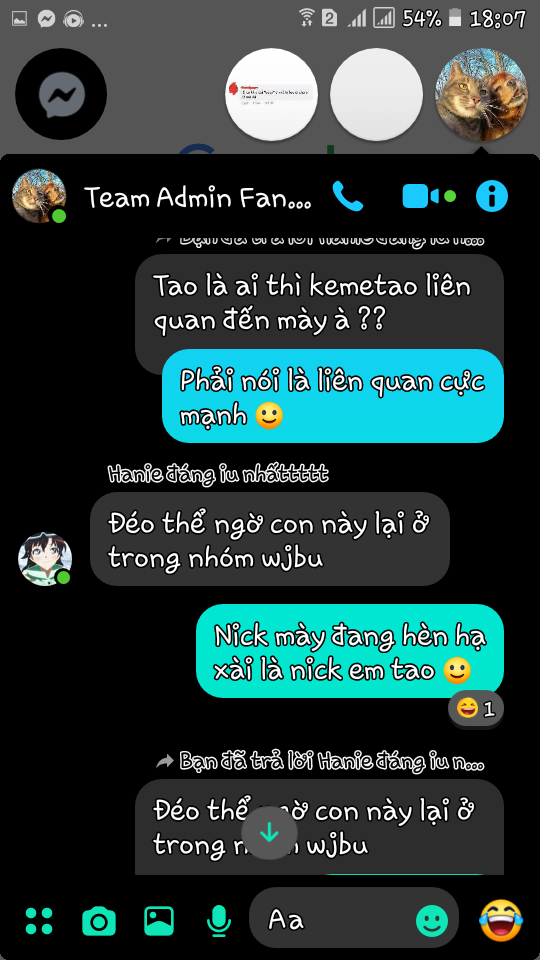 54% 18:07
Team Admin Fan...
Tao là ai thì kemetao liên
quan đến mày à ??
Phải nói là liên quan cực
mạnh 🙂
Hanie đáng iu nhấttttt
Đéo thể ngờ con này lại ở
trong nhóm wjbu
Nick mày đang hèn hạ
xài là nick em tao 🙂
😄 1
Bạn đã trả lời Hanie đáng iu n...
Đéo thể ờ con này lại ở
trong wjbu
Aa